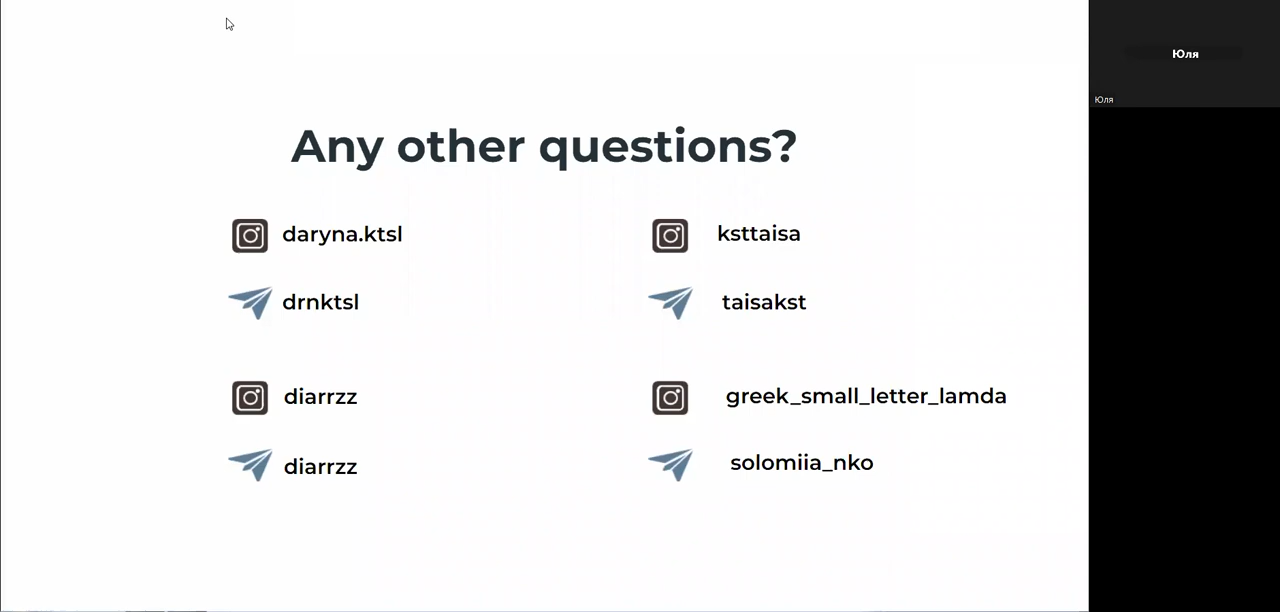 Any other questions?
daryna.ktsl
drnktsl
ksttaisa
taisakst
diarrzz
diarrzz
greek_small_letter_lamda
solomiia_nko
Юля
Юля